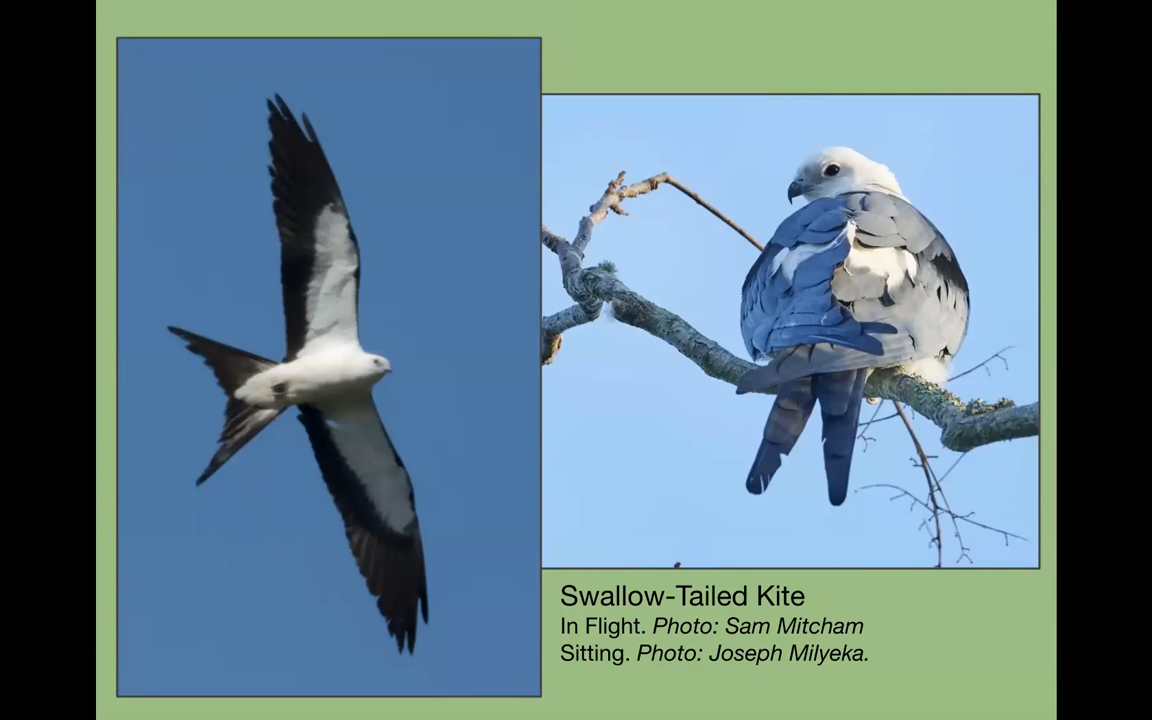 Swallow-Tailed Kite
In Flight. Photo: Sam Mitcham
Sitting. Photo: Joseph Milyeka.